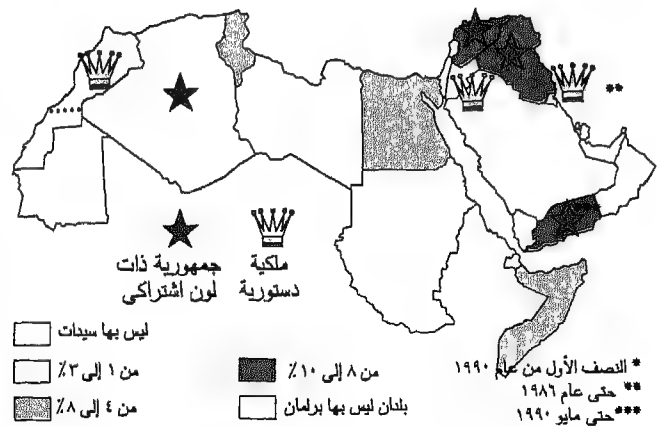 **
ملكية
دستورية
جمهورية ذات
لون اشتراكي
ليس بها سيدات
من ١ إلى ٣٪
من ٤ إلى ٨٪
من ٨ إلى ١٠٪
بلدان ليس بها برلمان
* النصف الأول من عام ١٩٩٠
** حتى عام ١٩٨٦
***حتى مايو ١٩٩٠